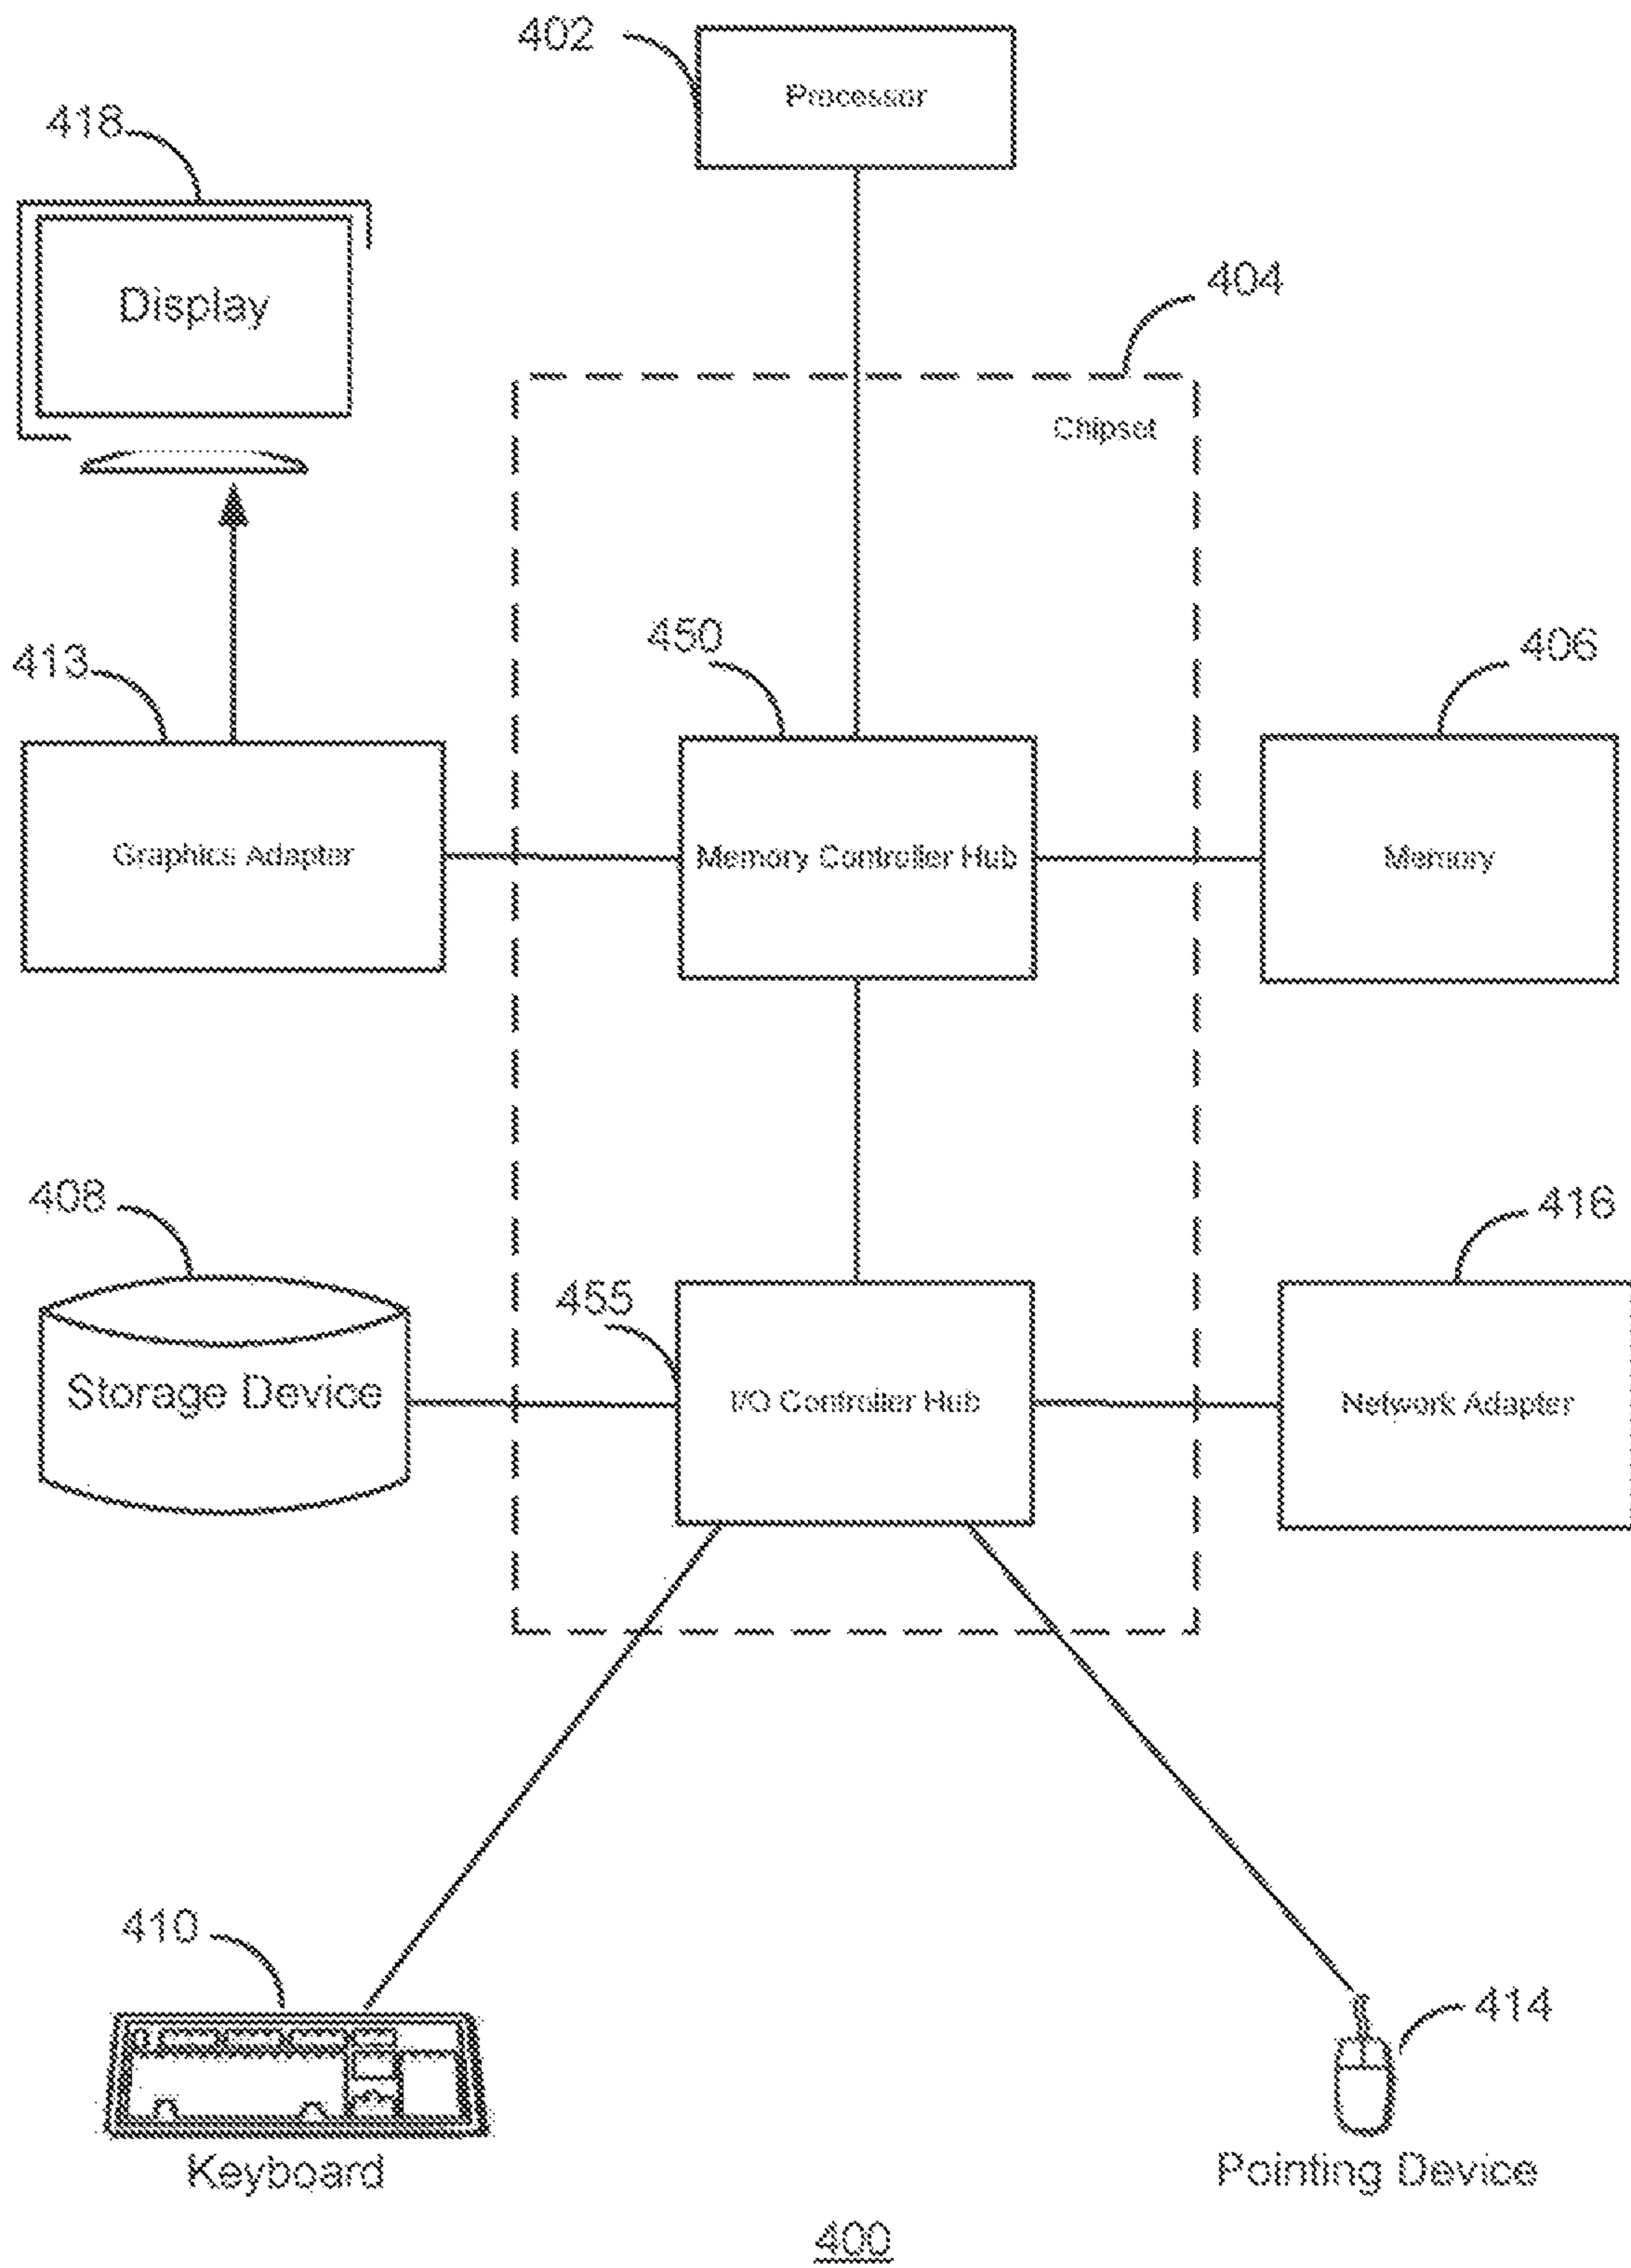 402
Processor
418
Display
404
Chipset
413
450
406
Graphics Adapter
Memory Controller Hub
Memory
408
455
416
Storage Device
I/O Controller Hub
Network Adapter
410
414
Keyboard
Pointing Device
400